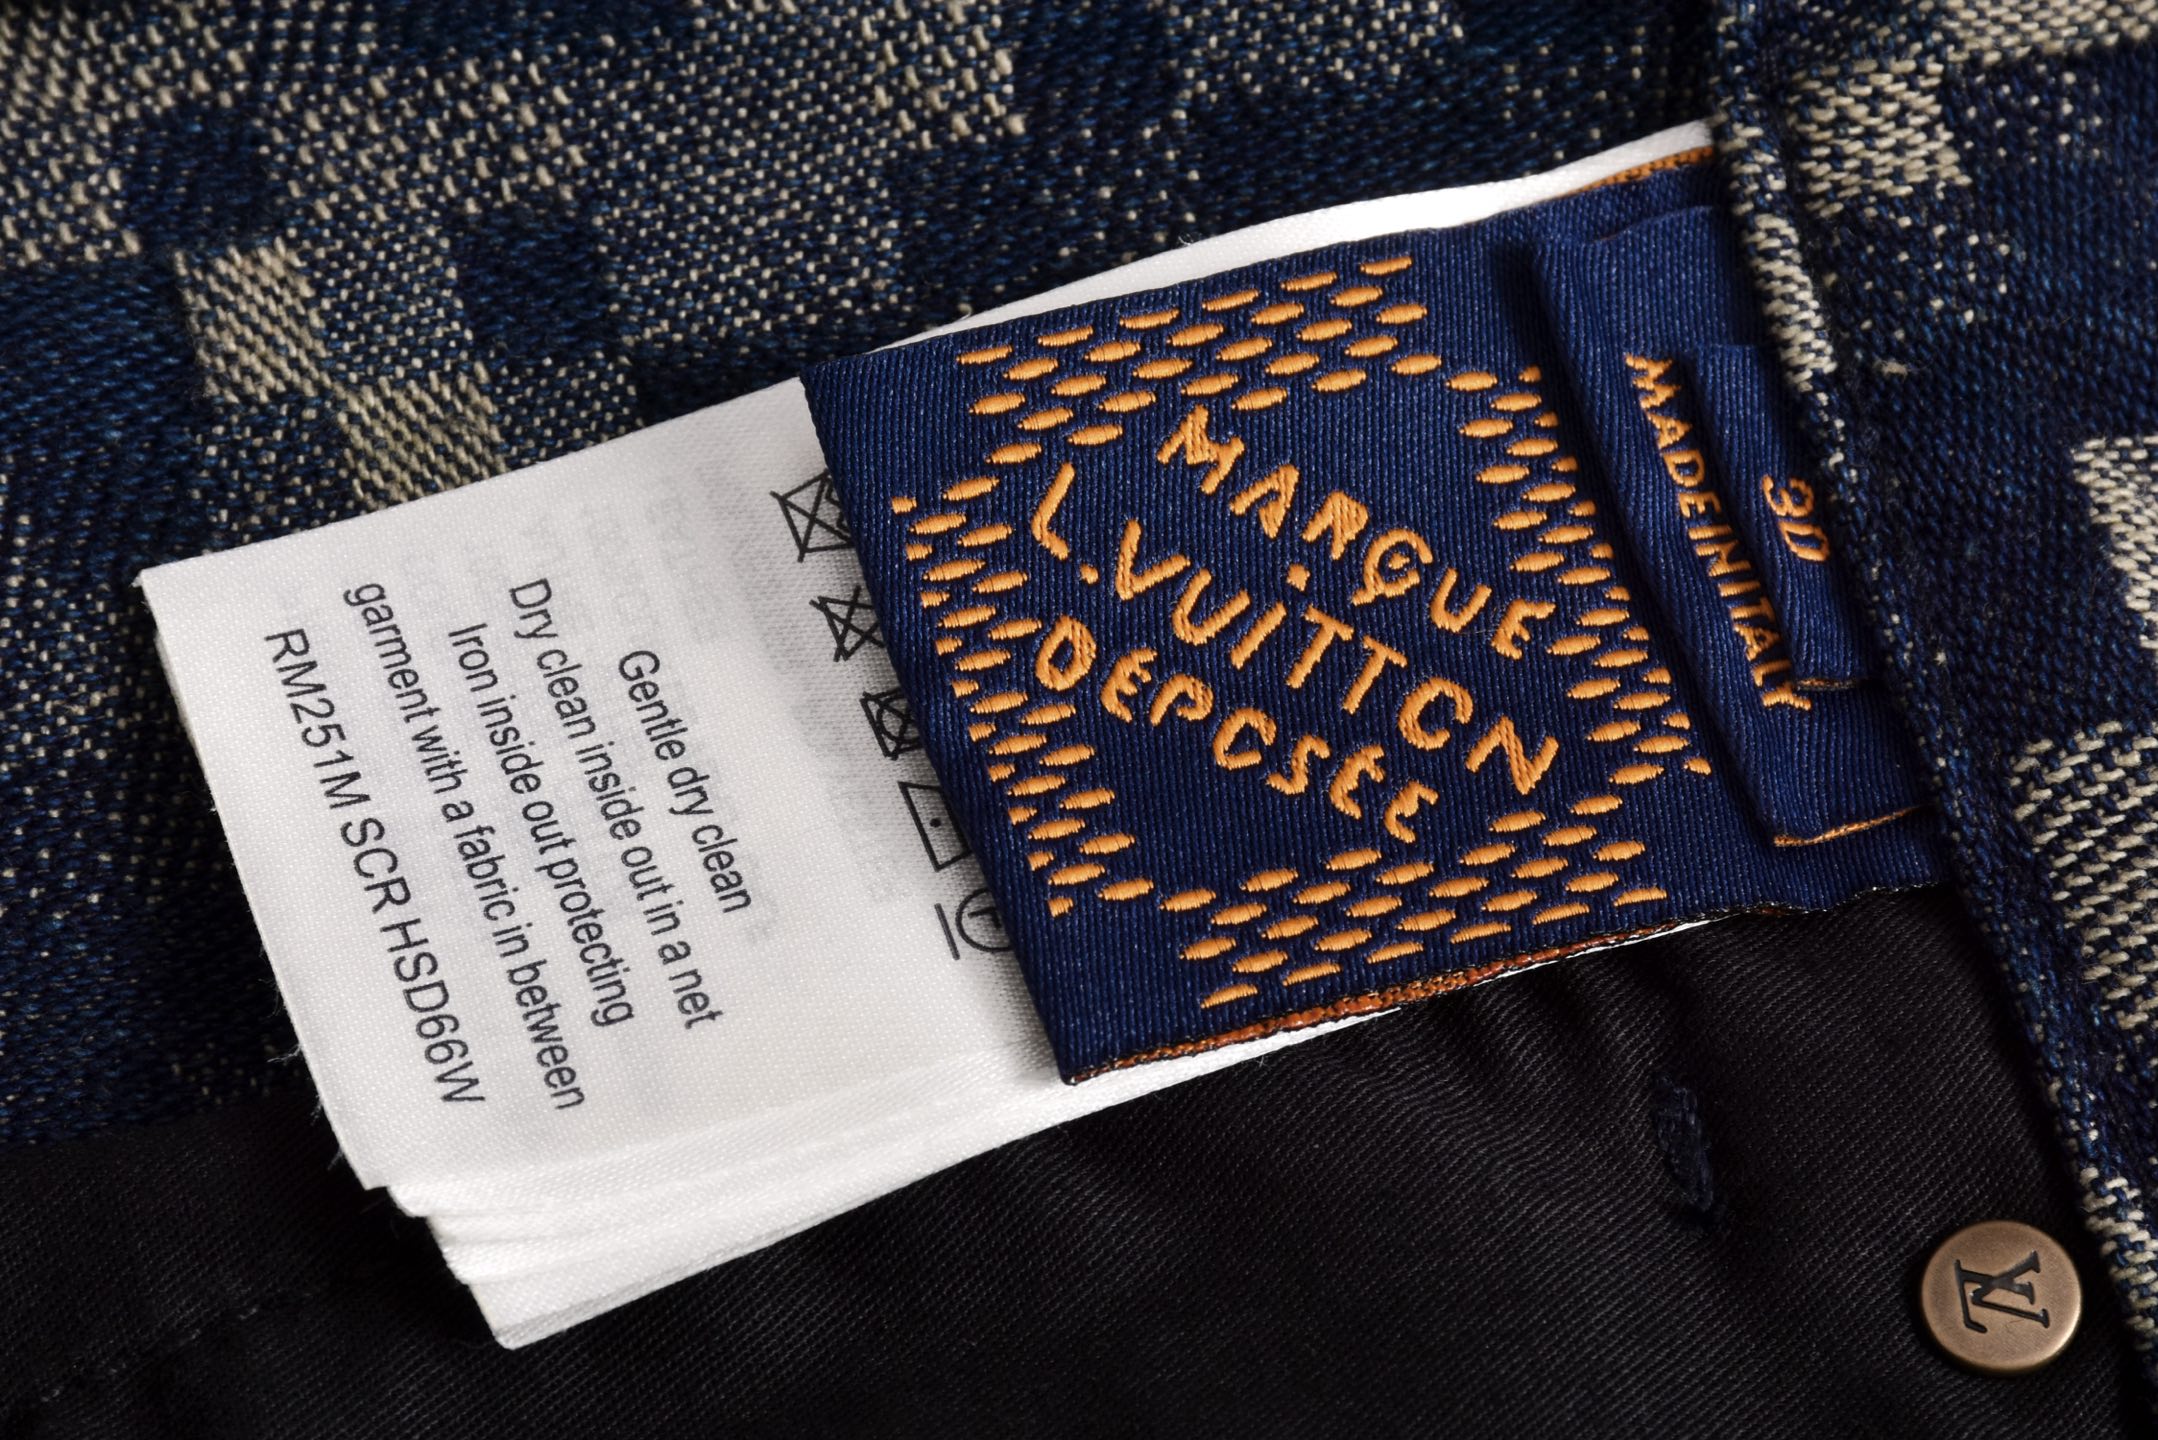 MARQUE
L.VUiTTON
DEPOSEE
MADE IN ITALY
30
Gentle dry clean
Dry clean inside out in a net
Iron inside out protecting
garment with a fabric in between
RM251M SCR HSD66W
LV